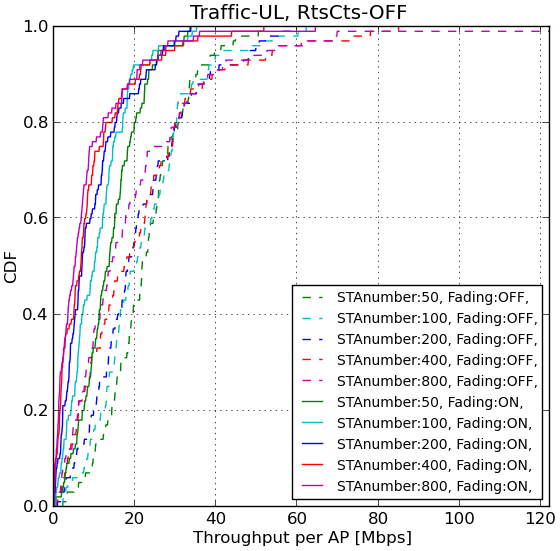 Traffic-UL, RtsCts-OFF
1.0
0.8
0.6
0.4
0.2
0.0
CDF
STAnumber:50, Fading:OFF,
STAnumber:100, Fading:OFF,
STAnumber:200, Fading:OFF,
STAnumber:400, Fading:OFF,
STAnumber:800, Fading:OFF,
STAnumber:50, Fading:ON,
STAnumber:100, Fading:ON,
STAnumber:200, Fading:ON,
STAnumber:400, Fading:ON,
STAnumber:800, Fading:ON,
0 20 40 60 80 100 120
Throughput per AP [Mbps]